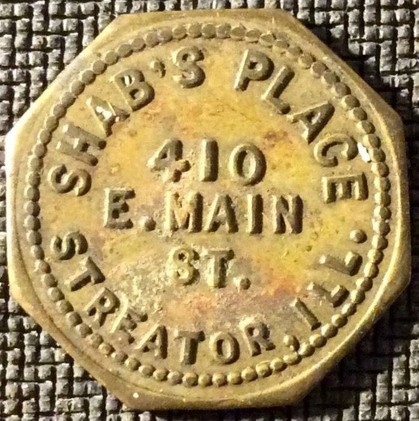 SHAB'S PLACE
410
E. MAIN
ST.
STREATOR, ILL.